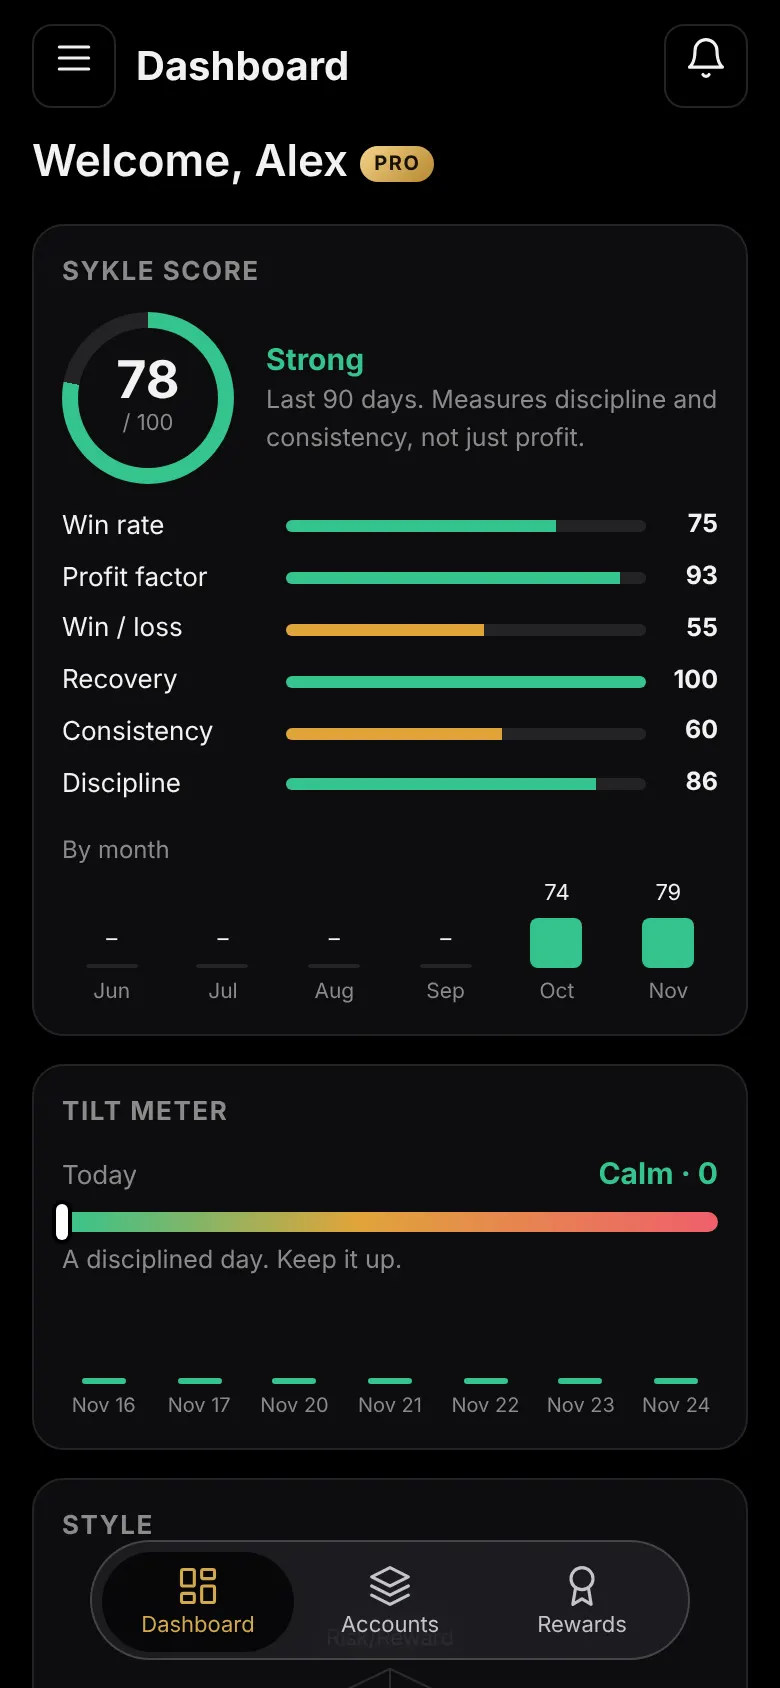 Dashboard
Welcome, Alex PRO
SYKLE SCORE
78
/ 100
Strong
Last 90 days. Measures discipline and
consistency, not just profit.
Win rate 75
Profit factor 93
Win / loss 55
Recovery 100
Consistency 60
Discipline 86
By month
– – – – 74 79
Jun Jul Aug Sep Oct Nov
TILT METER
Today Calm · 0
A disciplined day. Keep it up.
Nov 16 Nov 17 Nov 20 Nov 21 Nov 22 Nov 23 Nov 24
STYLE
Dashboard Accounts Rewards
Risk/Reward